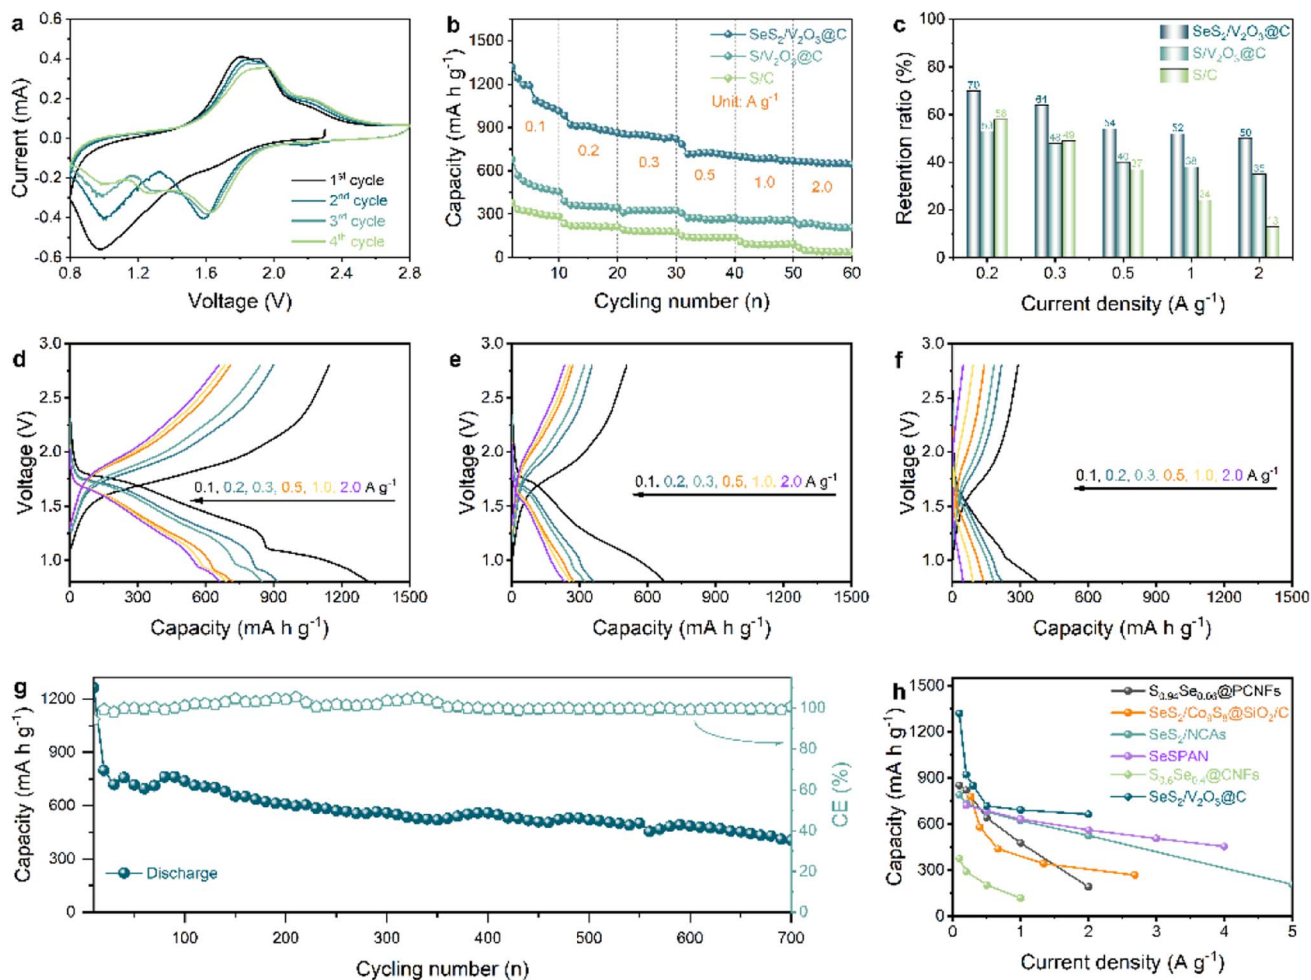 a
Current (mA)
0.6
0.4
0.2
0.0
-0.2
-0.4
-0.6
1st cycle
2nd cycle
3rd cycle
4th cycle
0.8
1.2
1.6
2.0
2.4
2.8
Voltage (V)
b
Capacity (mA h g⁻¹)
1500
1200
900
600
300
0
SeS₂/V₂O₃@C
S/V₂O₃@C
S/C
Unit: A g⁻¹
0.1
0.2
0.3
0.5
1.0
2.0
10
20
30
40
50
60
Cycling number (n)
c
Retention ratio (%)
100
80
60
40
20
0
SeS₂/V₂O₃@C
S/V₂O₃@C
S/C
70
53
58
64
48
49
54
40
37
52
38
24
50
35
13
0.2
0.3
0.5
1
2
Current density (A g⁻¹)
d
Voltage (V)
3.0
2.5
2.0
1.5
1.0
0.1, 0.2, 0.3, 0.5, 1.0, 2.0 A g⁻¹
0
300
600
900
1200
1500
Capacity (mA h g⁻¹)
e
Voltage (V)
3.0
2.5
2.0
1.5
1.0
0.1, 0.2, 0.3, 0.5, 1.0, 2.0 A g⁻¹
0
300
600
900
1200
1500
Capacity (mA h g⁻¹)
f
Voltage (V)
3.0
2.5
2.0
1.5
1.0
0.1, 0.2, 0.3, 0.5, 1.0, 2.0 A g⁻¹
0
300
600
900
1200
1500
Capacity (mA h g⁻¹)
g
Capacity (mA h g⁻¹)
1200
900
600
300
0
Discharge
100
80
60
40
20
0
CE (%)
100
200
300
400
500
600
700
Cycling number (n)
h
Capacity (mA h g⁻¹)
1500
1200
900
600
300
0
S₀.₉₄Se₀.₀₆@PCNFs
SeS₂/Co₉S₈@SiO₂/C
SeS₂/NCAs
SeSPAN
S₀.₆Se₀.₄@CNFs
SeS₂/V₂O₃@C
0
1
2
3
4
5
Current density (A g⁻¹)